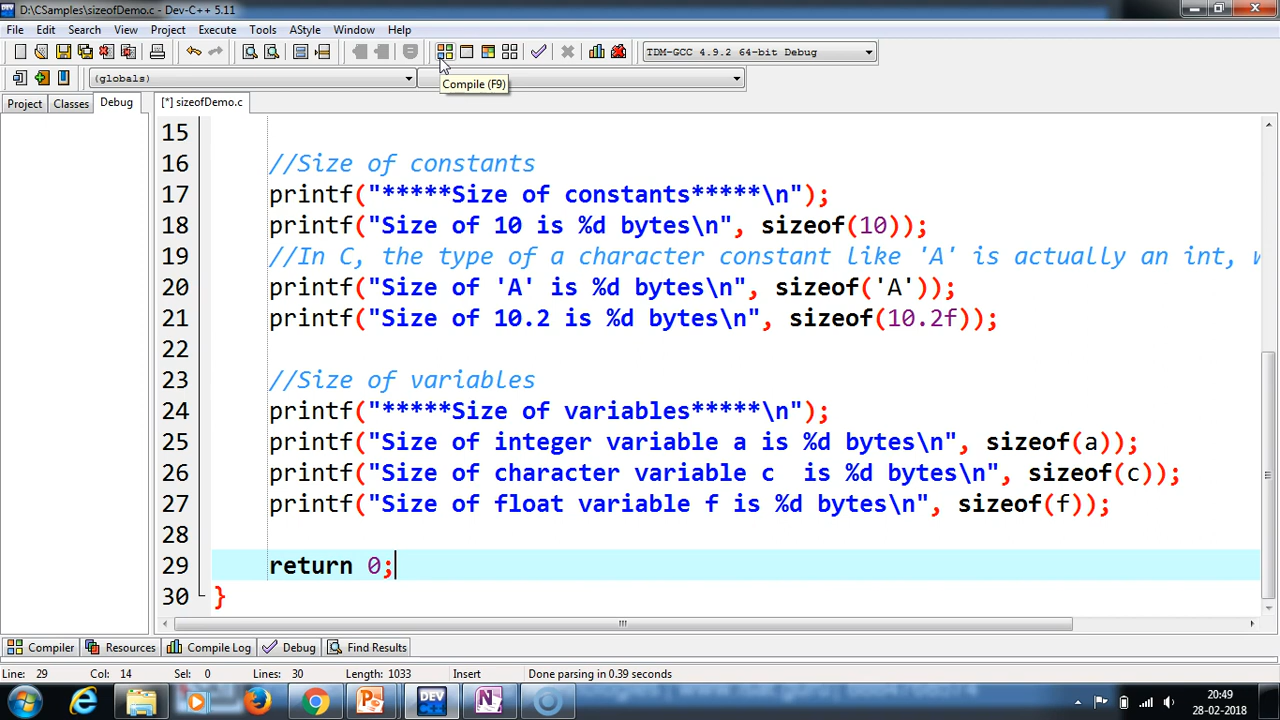 D:\CSamples\sizeofDemo.c - Dev-C++ 5.11
File Edit Search View Project Execute Tools AStyle Window Help
TDM-GCC 4.9.2 64-bit Debug
(globals)
Compile (F9)
Project Classes Debug [*] sizeofDemo.c
15
16 //Size of constants
17 printf("*****Size of constants*****\n");
18 printf("Size of 10 is %d bytes\n", sizeof(10));
19 //In C, the type of a character constant like 'A' is actually an int, w
20 printf("Size of 'A' is %d bytes\n", sizeof('A'));
21 printf("Size of 10.2 is %d bytes\n", sizeof(10.2f));
22
23 //Size of variables
24 printf("*****Size of variables*****\n");
25 printf("Size of integer variable a is %d bytes\n", sizeof(a));
26 printf("Size of character variable c  is %d bytes\n", sizeof(c));
27 printf("Size of float variable f is %d bytes\n", sizeof(f));
28
29 return 0;
30 }
Compiler Resources Compile Log Debug Find Results
Line: 29 Col: 14 Sel: 0 Lines: 30 Length: 1033 Insert Done parsing in 0.39 seconds
20:49
28-02-2018